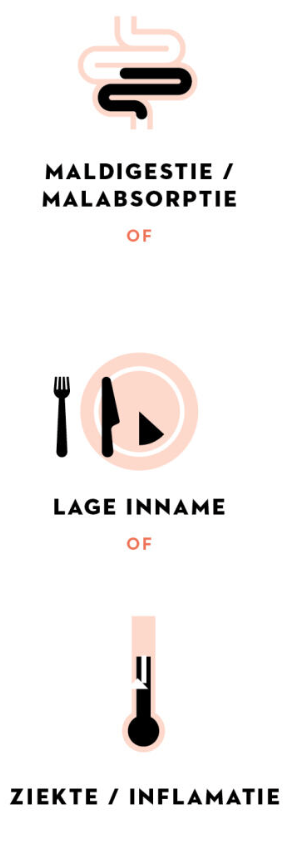 MALDIGESTIE /
MALABSORPTIE
OF
LAGE INNAME
OF
ZIEKTE / INFLAMATIE